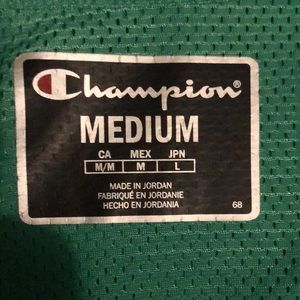 Champion®
MEDIUM
CA MEX JPN
M/M M L
MADE IN JORDAN
FABRIQUÉ EN JORDANIE
HECHO EN JORDANIA
68